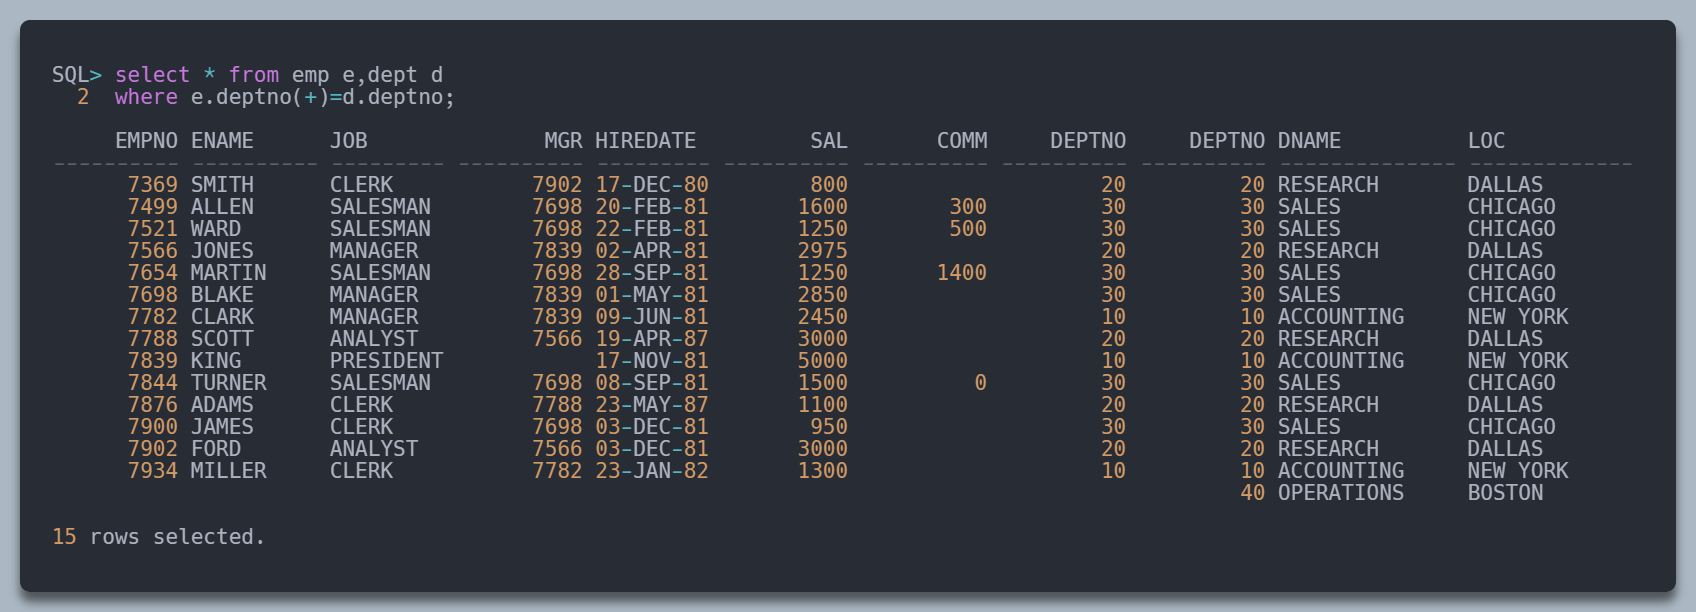 SQL> select * from emp e,dept d
  2  where e.deptno(+)=d.deptno;

     EMPNO ENAME      JOB              MGR HIREDATE         SAL       COMM     DEPTNO     DEPTNO DNAME          LOC
---------- ---------- --------- ---------- --------- ---------- ---------- ---------- ---------- -------------- -------------
      7369 SMITH      CLERK           7902 17-DEC-80        800                    20         20 RESEARCH       DALLAS
      7499 ALLEN      SALESMAN        7698 20-FEB-81       1600        300         30         30 SALES          CHICAGO
      7521 WARD       SALESMAN        7698 22-FEB-81       1250        500         30         30 SALES          CHICAGO
      7566 JONES      MANAGER         7839 02-APR-81       2975                    20         20 RESEARCH       DALLAS
      7654 MARTIN     SALESMAN        7698 28-SEP-81       1250       1400         30         30 SALES          CHICAGO
      7698 BLAKE      MANAGER         7839 01-MAY-81       2850                    30         30 SALES          CHICAGO
      7782 CLARK      MANAGER         7839 09-JUN-81       2450                    10         10 ACCOUNTING     NEW YORK
      7788 SCOTT      ANALYST         7566 19-APR-87       3000                    20         20 RESEARCH       DALLAS
      7839 KING       PRESIDENT            17-NOV-81       5000                    10         10 ACCOUNTING     NEW YORK
      7844 TURNER     SALESMAN        7698 08-SEP-81       1500          0         30         30 SALES          CHICAGO
      7876 ADAMS      CLERK           7788 23-MAY-87       1100                    20         20 RESEARCH       DALLAS
      7900 JAMES      CLERK           7698 03-DEC-81        950                    30         30 SALES          CHICAGO
      7902 FORD       ANALYST         7566 03-DEC-81       3000                    20         20 RESEARCH       DALLAS
      7934 MILLER     CLERK           7782 23-JAN-82       1300                    10         10 ACCOUNTING     NEW YORK
                                                                                              40 OPERATIONS     BOSTON

15 rows selected.